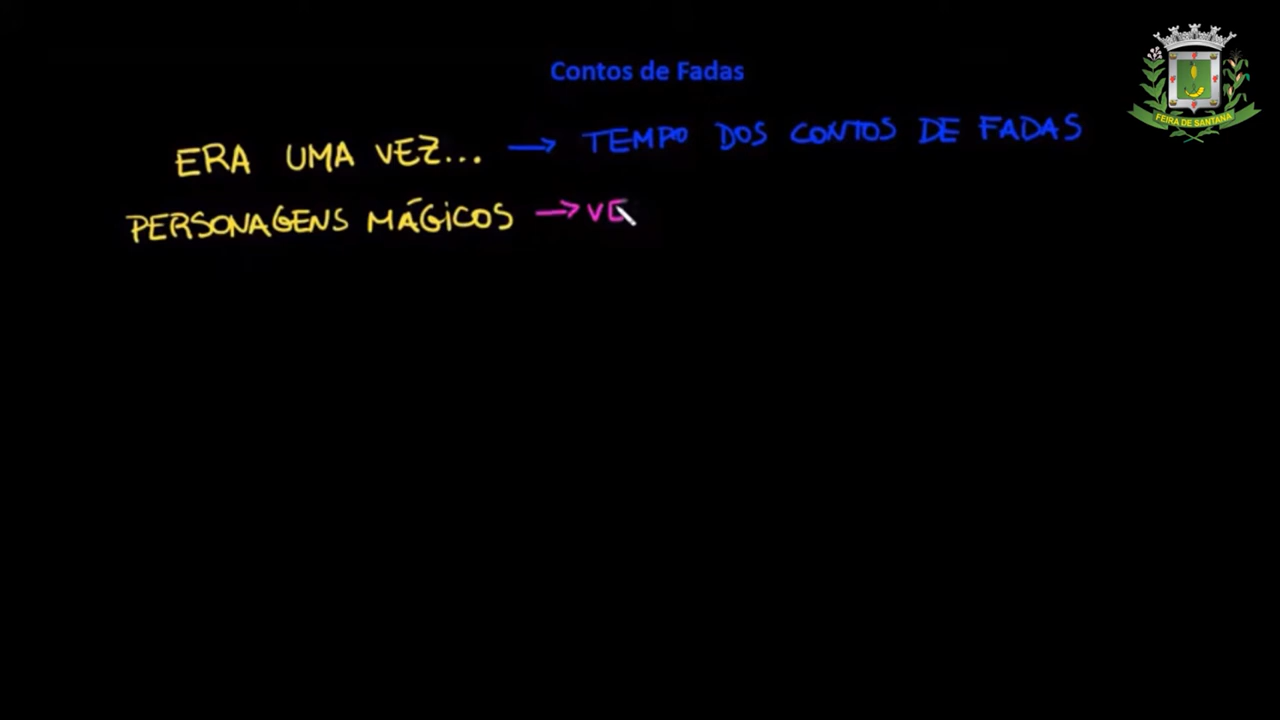 Contos de Fadas
FEIRA DE SANTANA
ERA UMA VEZ... → TEMPO DOS CONTOS DE FADAS
PERSONAGENS MÁGICOS →